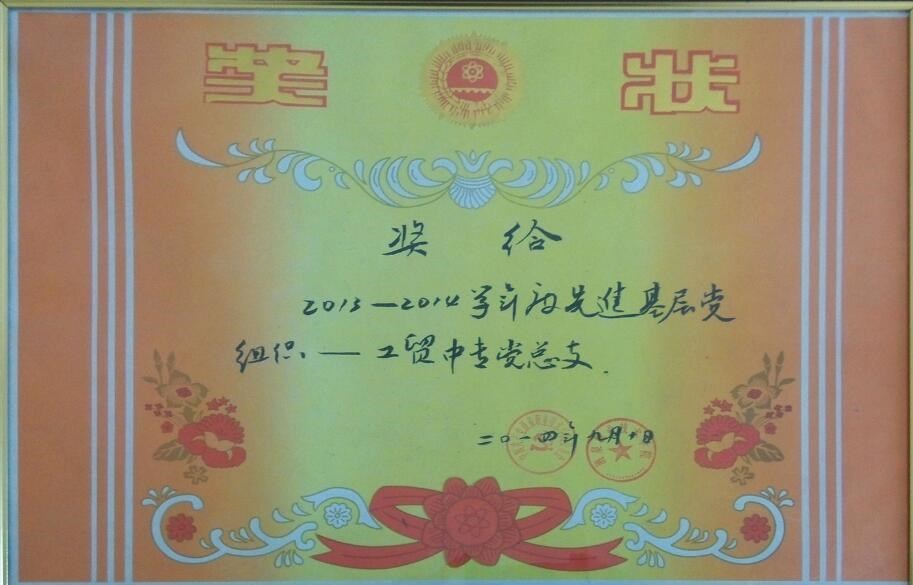 奖 状
奖 给
2013—2014学年度先进基层党
组织、—工贸中专党总支.
二〇一四年九月十日